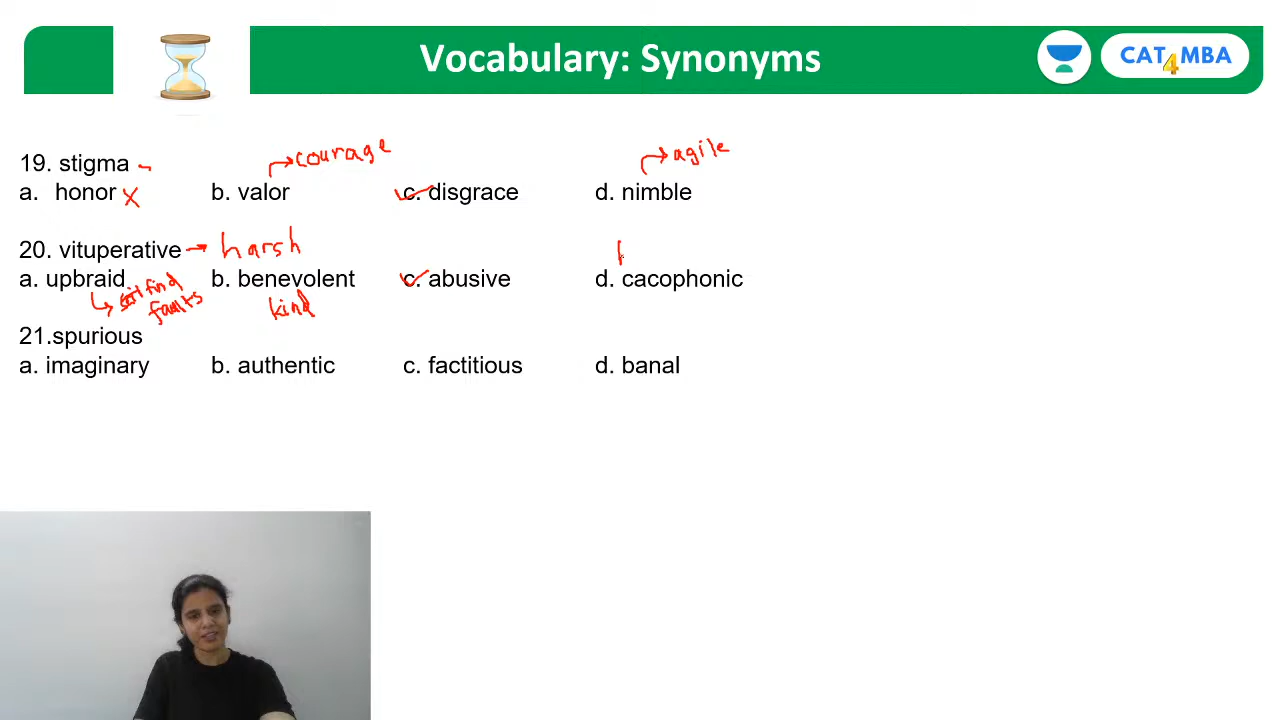 Vocabulary: Synonyms
CAT4MBA
courage
agile
19. stigma
a. honor x b. valor c. disgrace d. nimble
20. vituperative → harsh
a. upbraid b. benevolent c. abusive d. cacophonic
find
faults
kind
21.spurious
a. imaginary b. authentic c. factitious d. banal